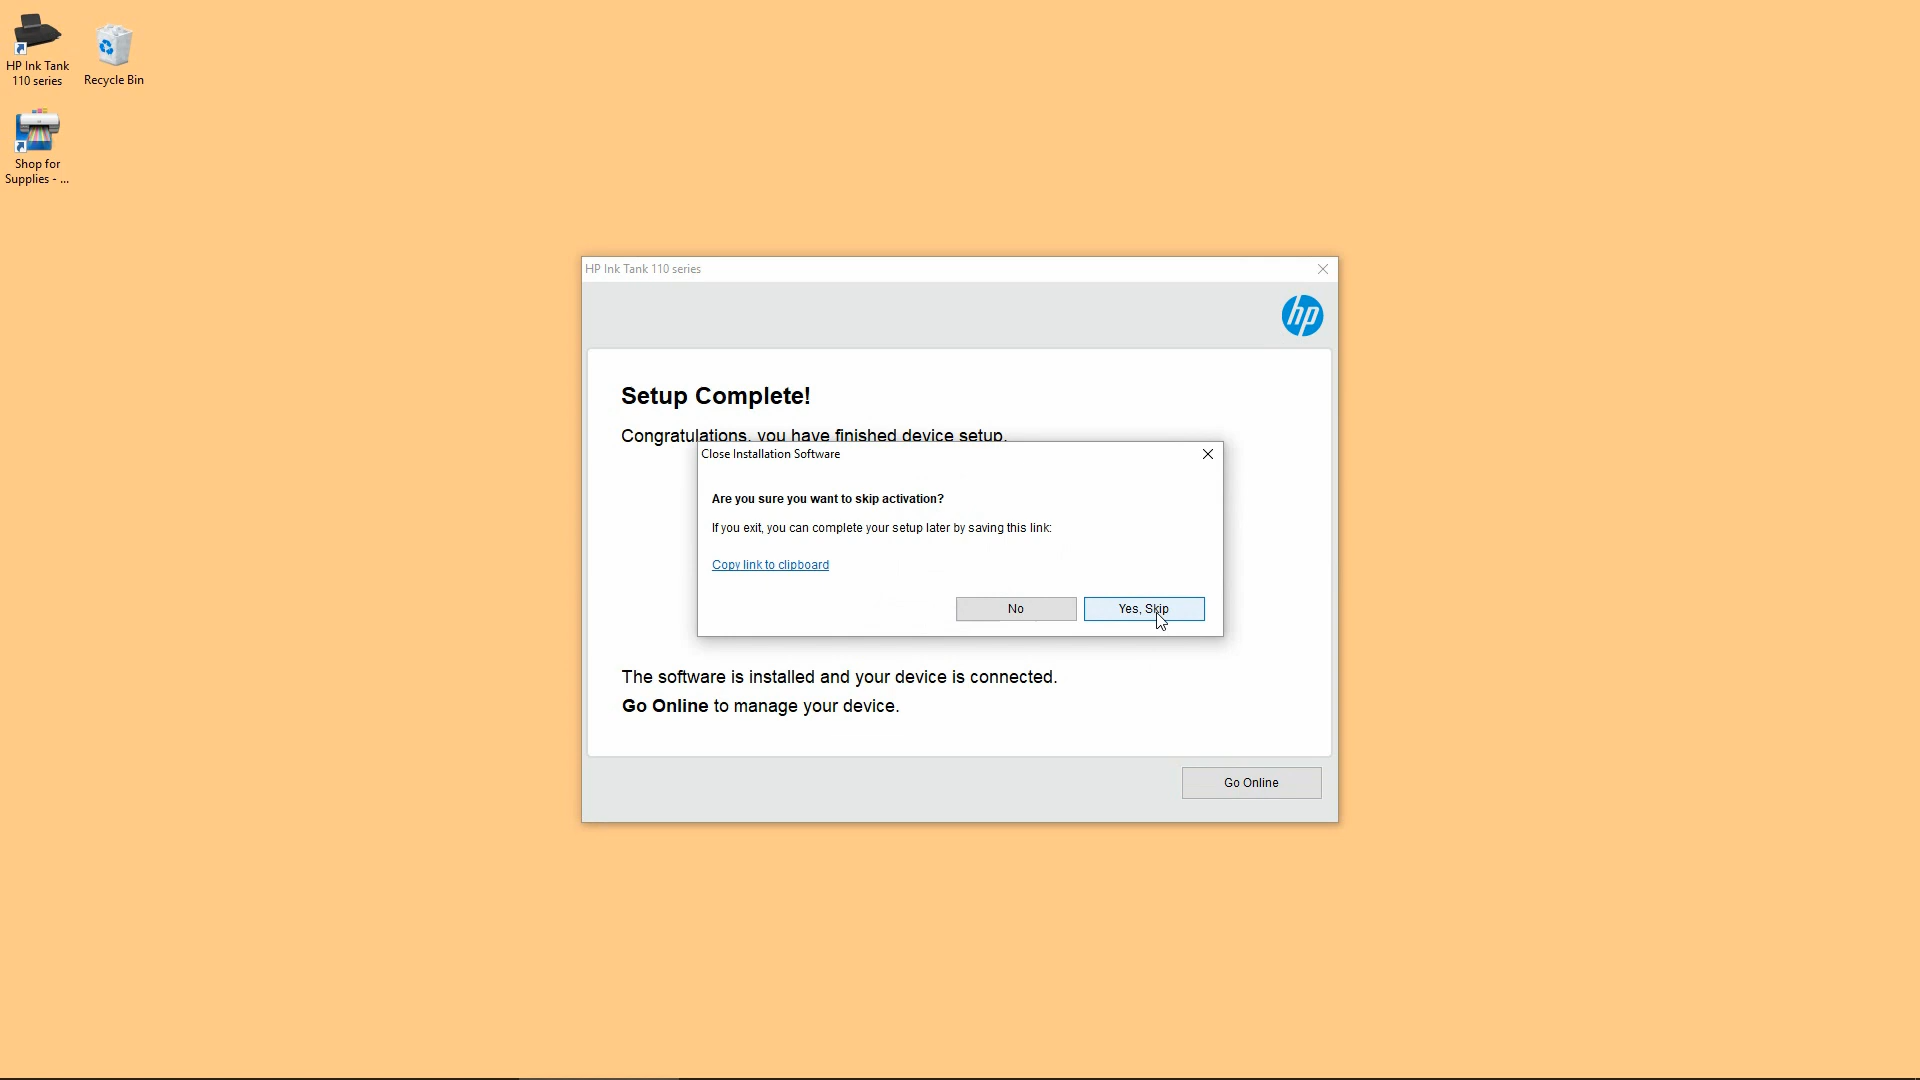 HP Ink Tank
110 series
Recycle Bin
Shop for
Supplies - ...
HP Ink Tank 110 series
hp
Setup Complete!
Congratulations, you have finished device setup.
Close Installation Software
Are you sure you want to skip activation?
If you exit, you can complete your setup later by saving this link:
Copy link to clipboard
No
Yes, Skip
The software is installed and your device is connected.
Go Online to manage your device.
Go Online